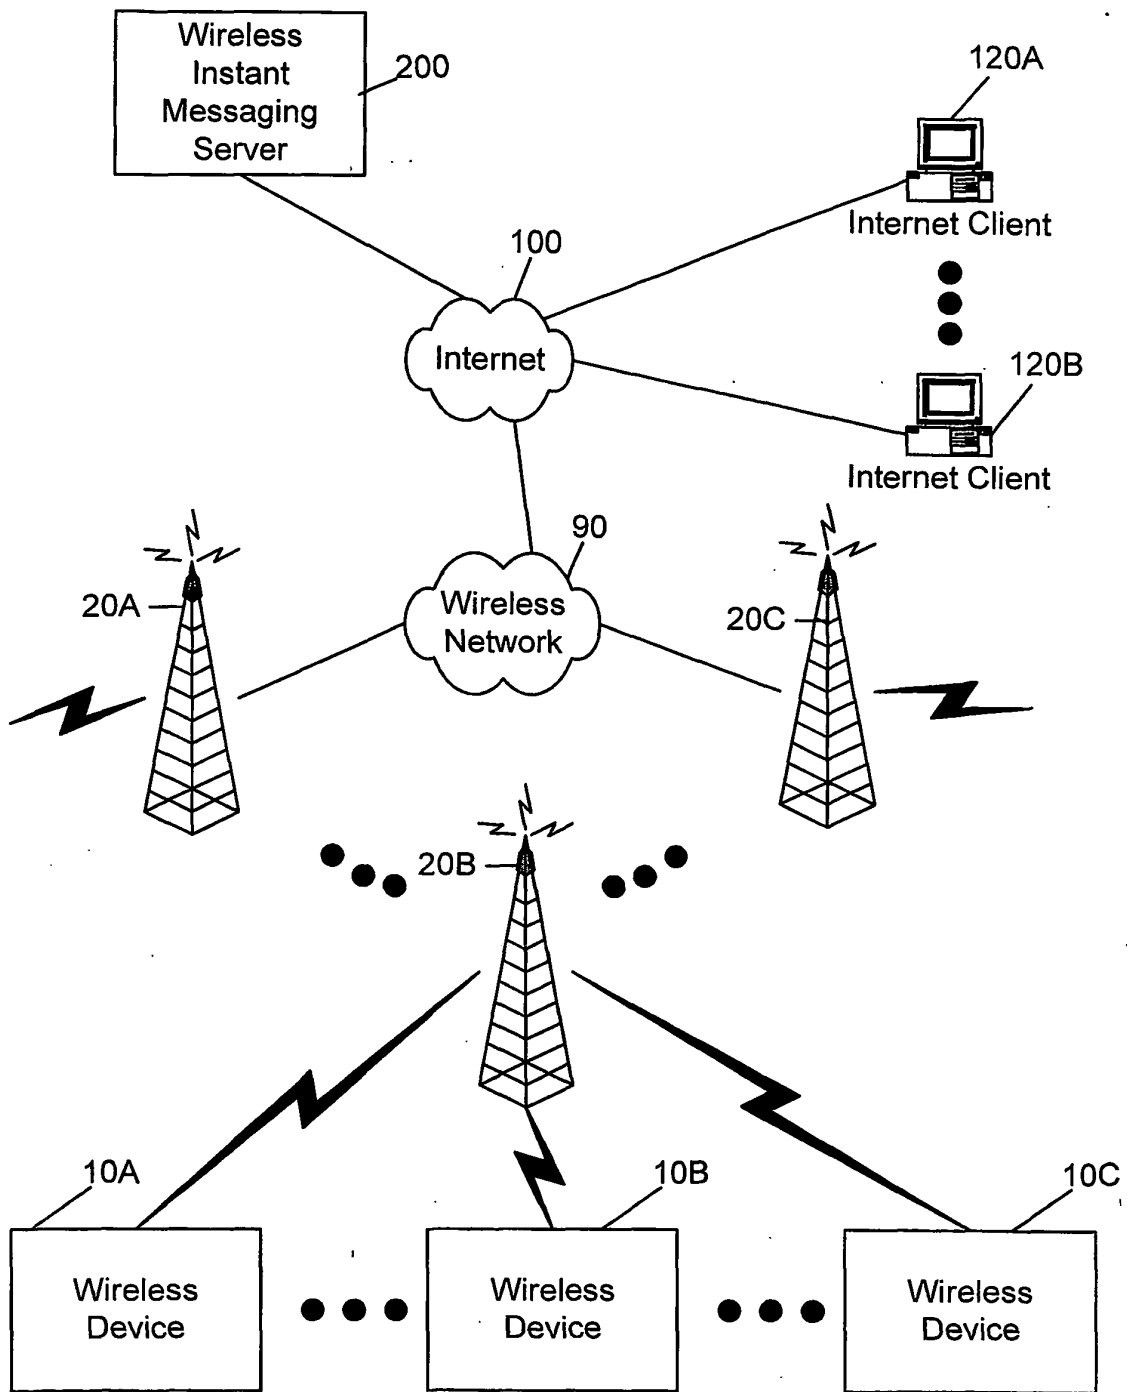 Wireless
Instant
Messaging
Server
200
120A
Internet Client
100
Internet
120B
Internet Client
90
Wireless
Network
20A
20C
20B
10A
10B
10C
Wireless
Device
Wireless
Device
Wireless
Device